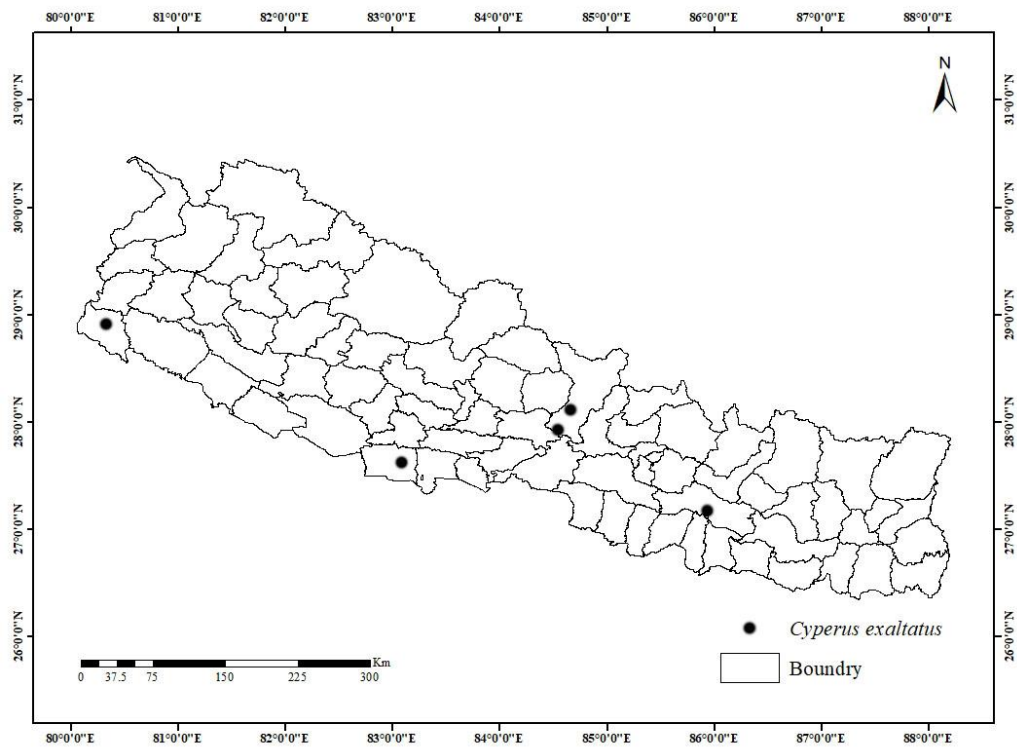 80°0'0"E 81°0'0"E 82°0'0"E 83°0'0"E 84°0'0"E 85°0'0"E 86°0'0"E 87°0'0"E 88°0'0"E
N
31°0'0"N 31°0'0"N
30°0'0"N 30°0'0"N
29°0'0"N 29°0'0"N
28°0'0"N 28°0'0"N
27°0'0"N 27°0'0"N
26°0'0"N 26°0'0"N
Cyperus exaltatus
Boundry
Km
0 37.5 75 150 225 300
80°0'0"E 81°0'0"E 82°0'0"E 83°0'0"E 84°0'0"E 85°0'0"E 86°0'0"E 87°0'0"E 88°0'0"E